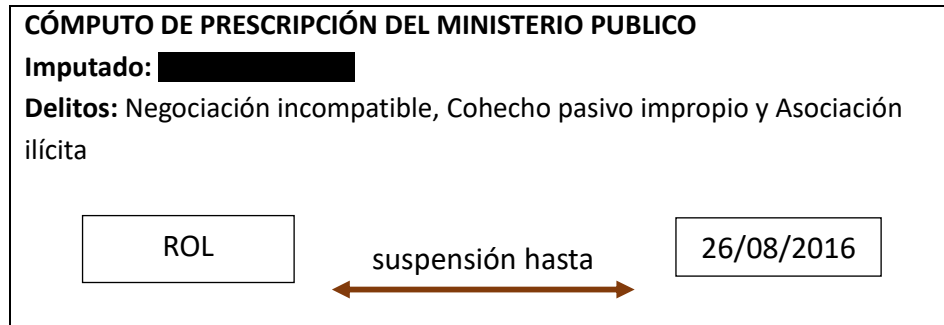 CÓMPUTO DE PRESCRIPCIÓN DEL MINISTERIO PUBLICO
Imputado:
Delitos: Negociación incompatible, Cohecho pasivo impropio y Asociación
ilícita
ROL
suspensión hasta
26/08/2016